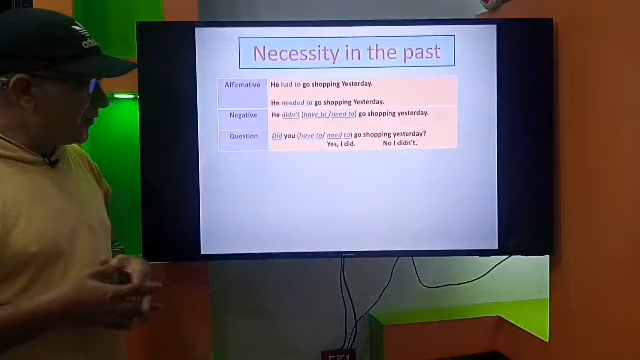 adidas
Necessity in the past
Affirmative
He had to go shopping Yesterday.
He needed to go shopping Yesterday.
Negative
He didn't (have to /need to) go shopping yesterday.
Question
Did you (have to/ need to) go shopping yesterday?
Yes, I did. No I didn't.